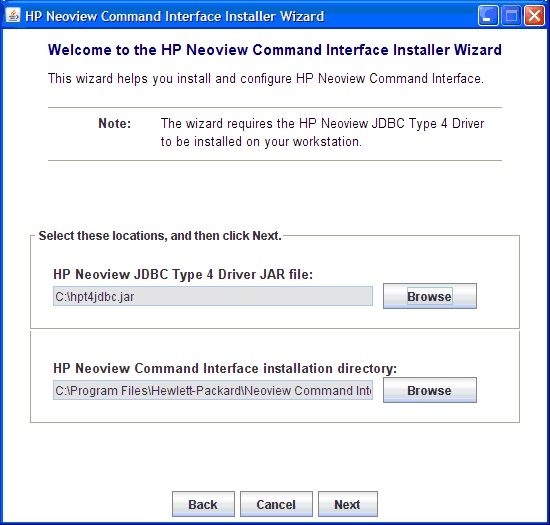 HP Neoview Command Interface Installer Wizard
Welcome to the HP Neoview Command Interface Installer Wizard
This wizard helps you install and configure HP Neoview Command Interface.
Note: The wizard requires the HP Neoview JDBC Type 4 Driver
to be installed on your workstation.
Select these locations, and then click Next.
HP Neoview JDBC Type 4 Driver JAR file:
C:\hpt4jdbc.jar Browse
HP Neoview Command Interface installation directory:
C:\Program Files\Hewlett-Packard\Neoview Command Inte Browse
Back Cancel Next